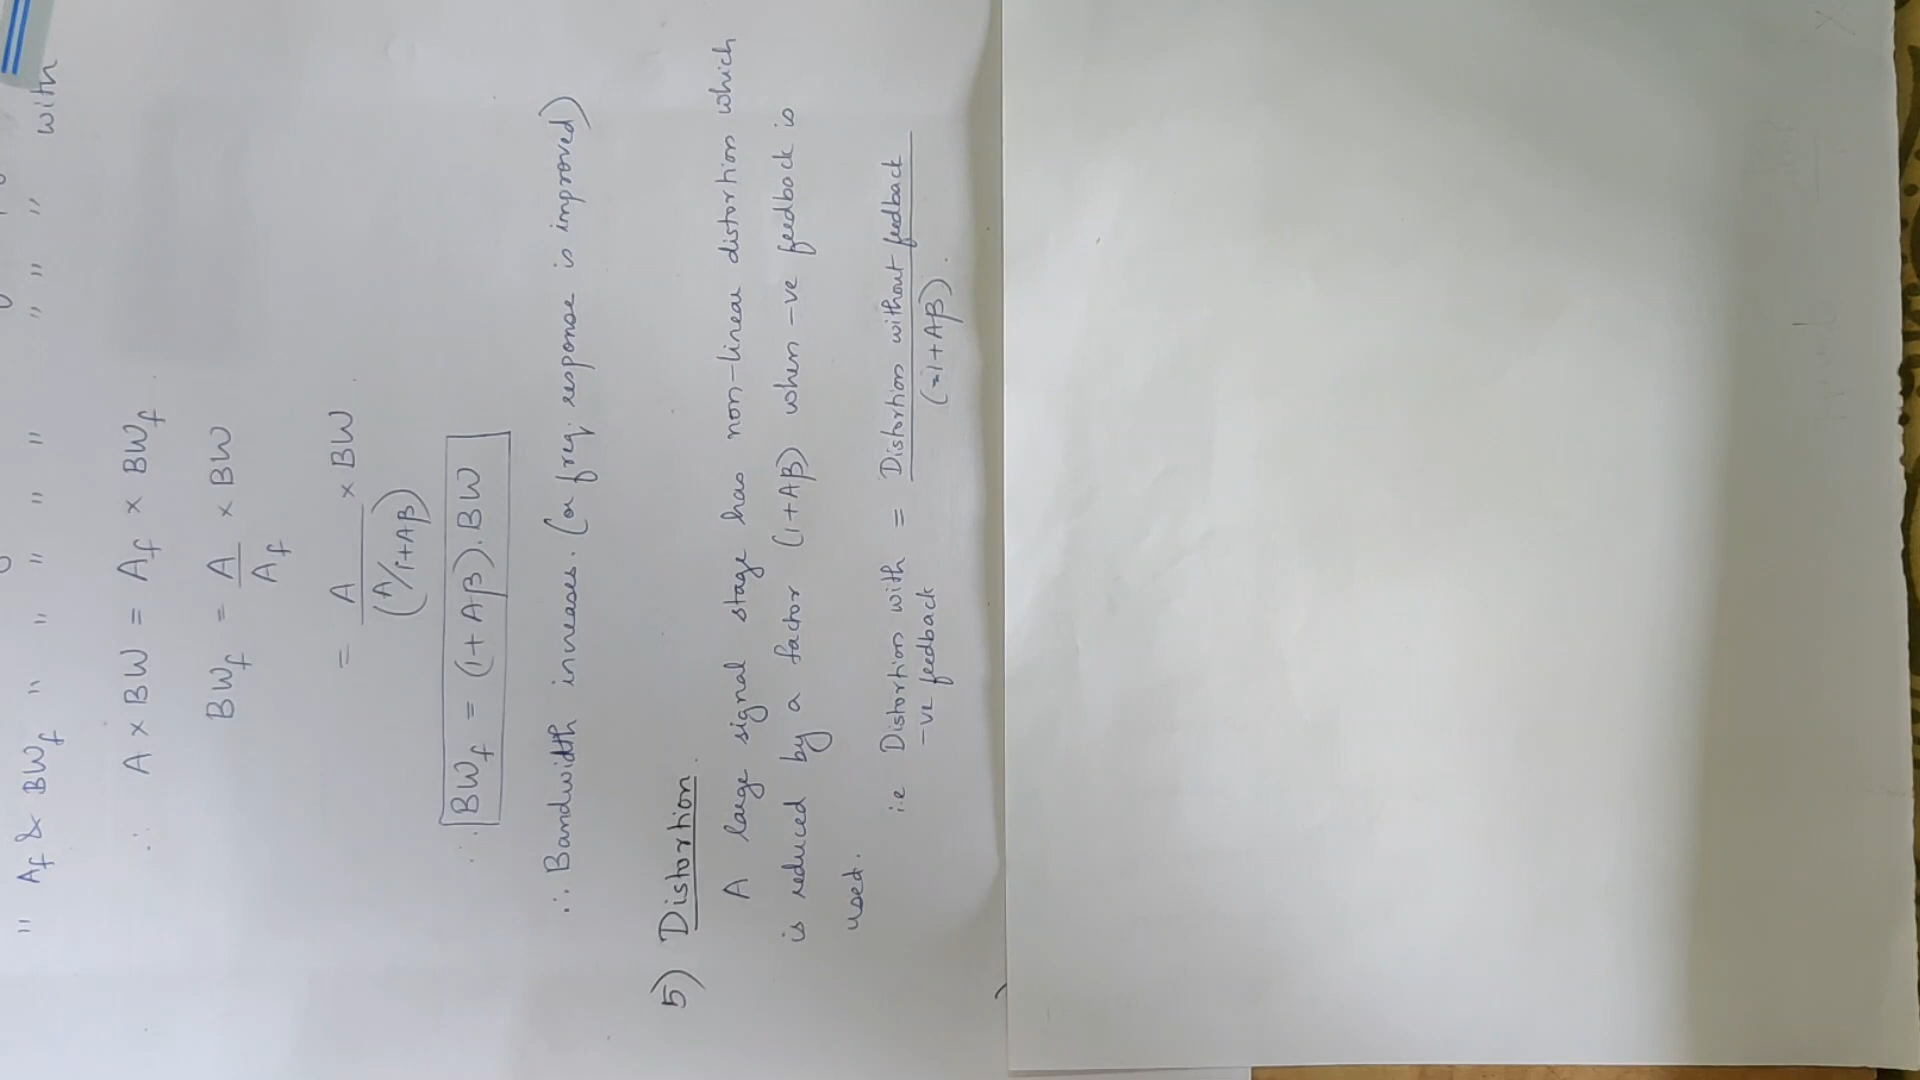 " Af & BWf " " " " " " " " with
∴ A × BW = Af × BWf
BWf = A/Af × BW
= A/(A/1+Aβ) × BW
∴ BWf = (1+Aβ).BW
∴ Bandwidth increases. (or freq. response is improved)
5) Distortion.
A large signal stage has non-linear distortion which
is reduced by a factor (1+Aβ) when -ve feedback is
used.
i.e Distortion with -ve feedback = Distortion without feedback/(1+Aβ).